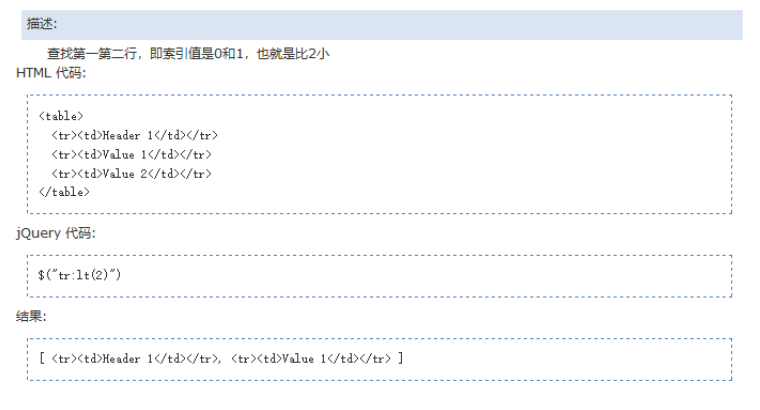 描述:
查找第一第二行，即索引值是0和1，也就是比2小
HTML 代码:
<table>
  <tr><td>Header 1</td></tr>
  <tr><td>Value 1</td></tr>
  <tr><td>Value 2</td></tr>
</table>
jQuery 代码:
$("tr:lt(2)")
结果:
[ <tr><td>Header 1</td></tr>, <tr><td>Value 1</td></tr> ]